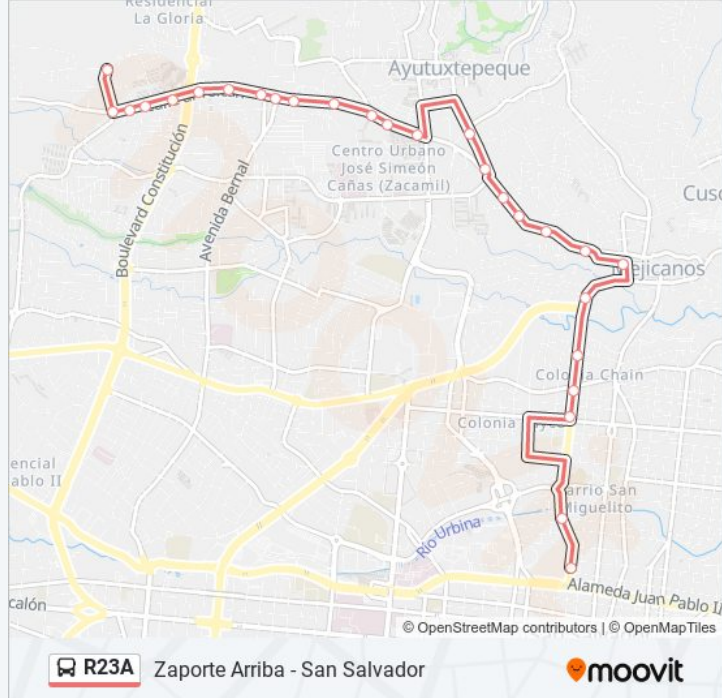 Residencial
La Gloria
Ayutuxtepeque
Centro Urbano
José Simeón
Cañas (Zacamil)
Boulevard Constitución
Avenida Bernal
Cusc
Mejicanos
Colonia Chain
Colonia
encial
ablo II
Barrio San
Miguelito
Río Urbina
Alameda Juan Pablo II
calón
© OpenStreetMap contributors | © OpenMapTiles
R23A
Zaporte Arriba - San Salvador
moovit